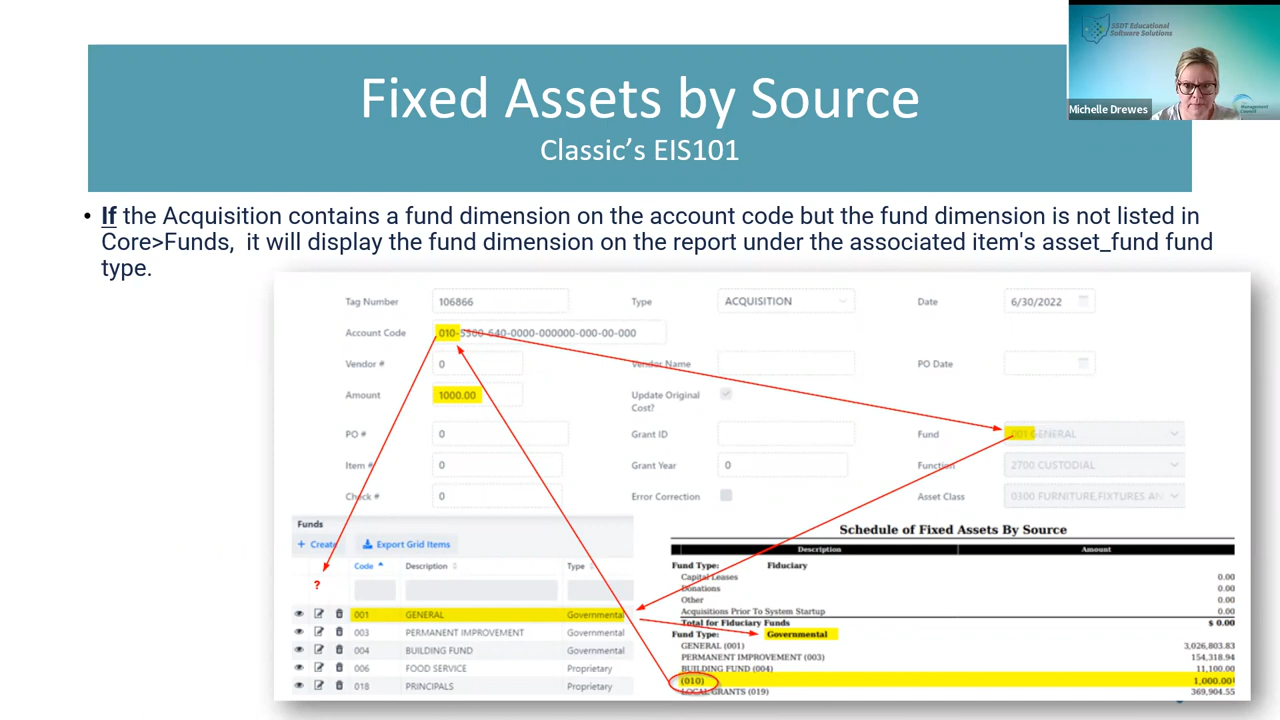 SSDT Educational
Software Solutions
Management
Council
Michelle Drewes
Fixed Assets by Source
Classic's EIS101
• If the Acquisition contains a fund dimension on the account code but the fund dimension is not listed in
Core>Funds, it will display the fund dimension on the report under the associated item's asset_fund fund
type.
Tag Number 106866 Type ACQUISITION Date 6/30/2022
Account Code 010-5500-640-0000-000000-000-00-000
Vendor # 0 Vendor Name PO Date
Amount 1000.00 Update Original
Cost?
PO # 0 Grant ID Fund 001 GENERAL
Item # 0 Grant Year 0 Function 2700 CUSTODIAL
Check # 0 Error Correction Asset Class 0300 FURNITURE,FIXTURES AN
Funds
+ Create Export Grid Items
Code Description Type
?
001 GENERAL Governmental
003 PERMANENT IMPROVEMENT Governmental
004 BUILDING FUND Governmental
006 FOOD SERVICE Proprietary
018 PRINCIPALS Proprietary
Schedule of Fixed Assets By Source
Description Amount
Fund Type: Fiduciary
Capital Leases 0.00
Donations 0.00
Other 0.00
Acquisitions Prior To System Startup 0.00
Total for Fiduciary Funds $ 0.00
Fund Type: Governmental
GENERAL (001) 3,026,803.83
PERMANENT IMPROVEMENT (003) 154,318.94
BUILDING FUND (004) 11,100.00
(010) 1,000.00
LOCAL GRANTS (019) 369,904.55